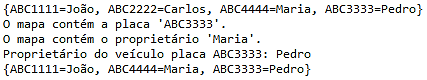 {ABC1111=João, ABC2222=Carlos, ABC4444=Maria, ABC3333=Pedro}
O mapa contém a placa 'ABC3333'.
O mapa contém o proprietário 'Maria'.
Proprietário do veículo placa ABC3333: Pedro
{ABC1111=João, ABC4444=Maria, ABC3333=Pedro}